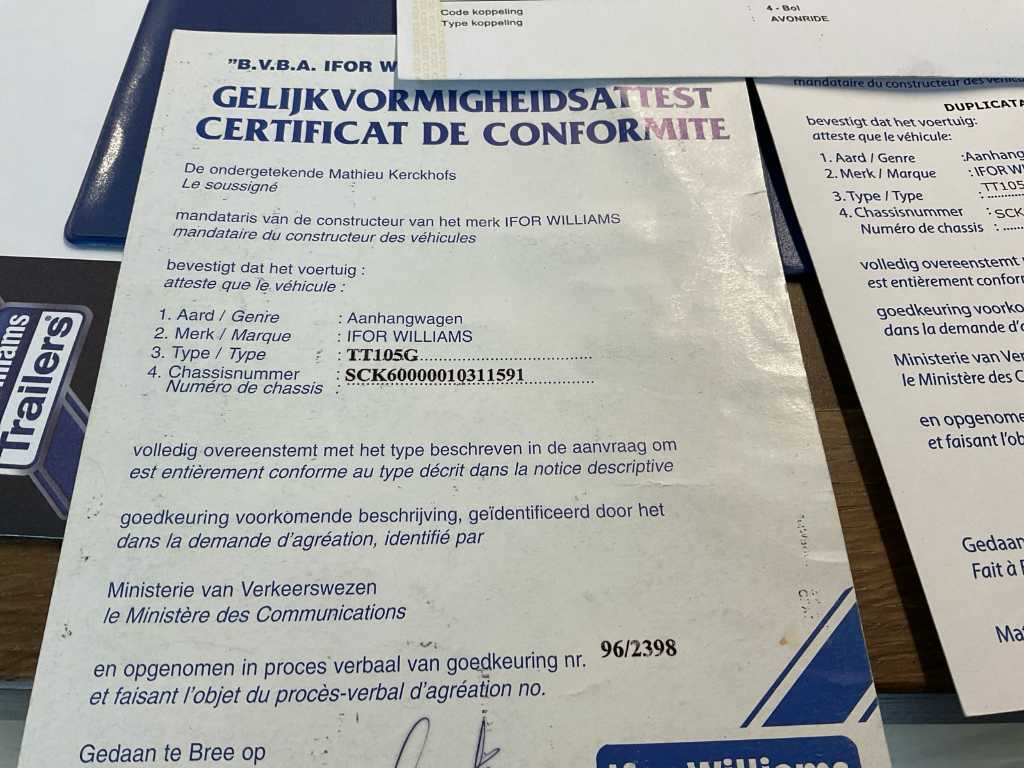 Code koppeling : 4 - Bol
Type koppeling : AVONRIDE
"B.V.B.A. IFOR W
GELIJKVORMIGHEIDSATTEST
CERTIFICAT DE CONFORMITE
De ondergetekende Mathieu Kerckhofs
Le soussigné
mandataris van de constructeur van het merk IFOR WILLIAMS
mandataire du constructeur des véhicules
bevestigt dat het voertuig :
atteste que le véhicule :
1. Aard / Genre : Aanhangwagen
2. Merk / Marque : IFOR WILLIAMS
3. Type / Type : TT105G
4. Chassisnummer : SCK60000010311591
Numéro de chassis :
volledig overeenstemt met het type beschreven in de aanvraag om
est entièrement conforme au type décrit dans la notice descriptive
goedkeuring voorkomende beschrijving, geïdentificeerd door het
dans la demande d'agréation, identifié par
Ministerie van Verkeerswezen
le Ministère des Communications
en opgenomen in proces verbaal van goedkeuring nr. 96/2398
et faisant l'objet du procès-verbal d'agréation no.
Gedaan te Bree op
Trailers®
mandataire du constructeur des
DUPLICATA
bevestigt dat het voertuig:
atteste que le véhicule:
1. Aard / Genre :Aanhang
2. Merk / Marque :IFOR W
3. Type / Type : TT105
4. Chassisnummer : SCK
Numéro de chassis :
volledig overeenstemt
est entièrement confor
goedkeuring voorko
dans la demande d'
Ministerie van Ver
le Ministère des C
en opgenome
et faisant l'ob
Gedaan
Fait à
Ma
Williams